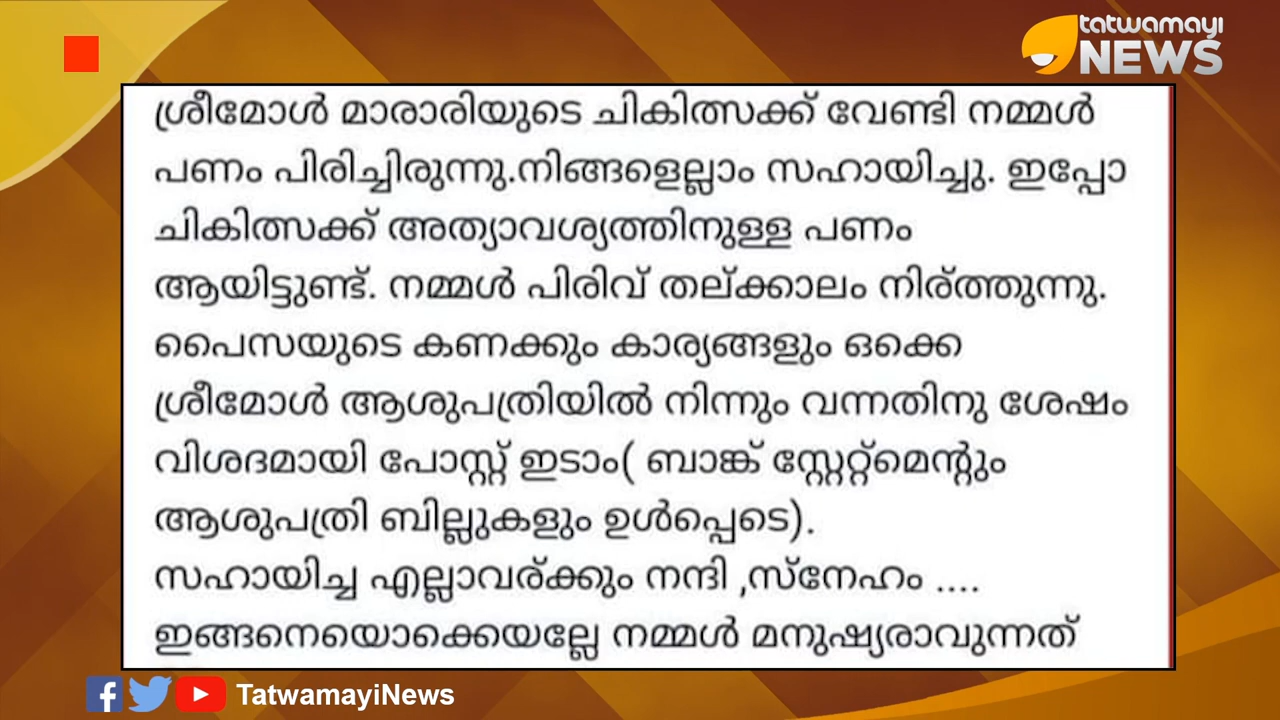 tatwamayi
NEWS
ശ്രീമോൾ മാരാരിയുടെ ചികിത്സക്ക് വേണ്ടി നമ്മൾ
പണം പിരിച്ചിരുന്നു.നിങ്ങളെല്ലാം സഹായിച്ചു. ഇപ്പോ
ചികിത്സക്ക് അത്യാവശ്യത്തിനുള്ള പണം
ആയിട്ടുണ്ട്. നമ്മൾ പിരിവ് തല്ക്കാലം നിര്ത്തുന്നു.
പൈസയുടെ കണക്കും കാര്യങ്ങളും ഒക്കെ
ശ്രീമോൾ ആശുപത്രിയിൽ നിന്നും വന്നതിനു ശേഷം
വിശദമായി പോസ്റ്റ് ഇടാം( ബാങ്ക് സ്റ്റേറ്റ്മെന്റും
ആശുപത്രി ബില്ലുകളും ഉൾപ്പെടെ).
സഹായിച്ച എല്ലാവര്ക്കും നന്ദി ,സ്നേഹം ....
ഇങ്ങനെയൊക്കെയല്ലേ നമ്മൾ മനുഷ്യരാവുന്നത്
TatwamayiNews